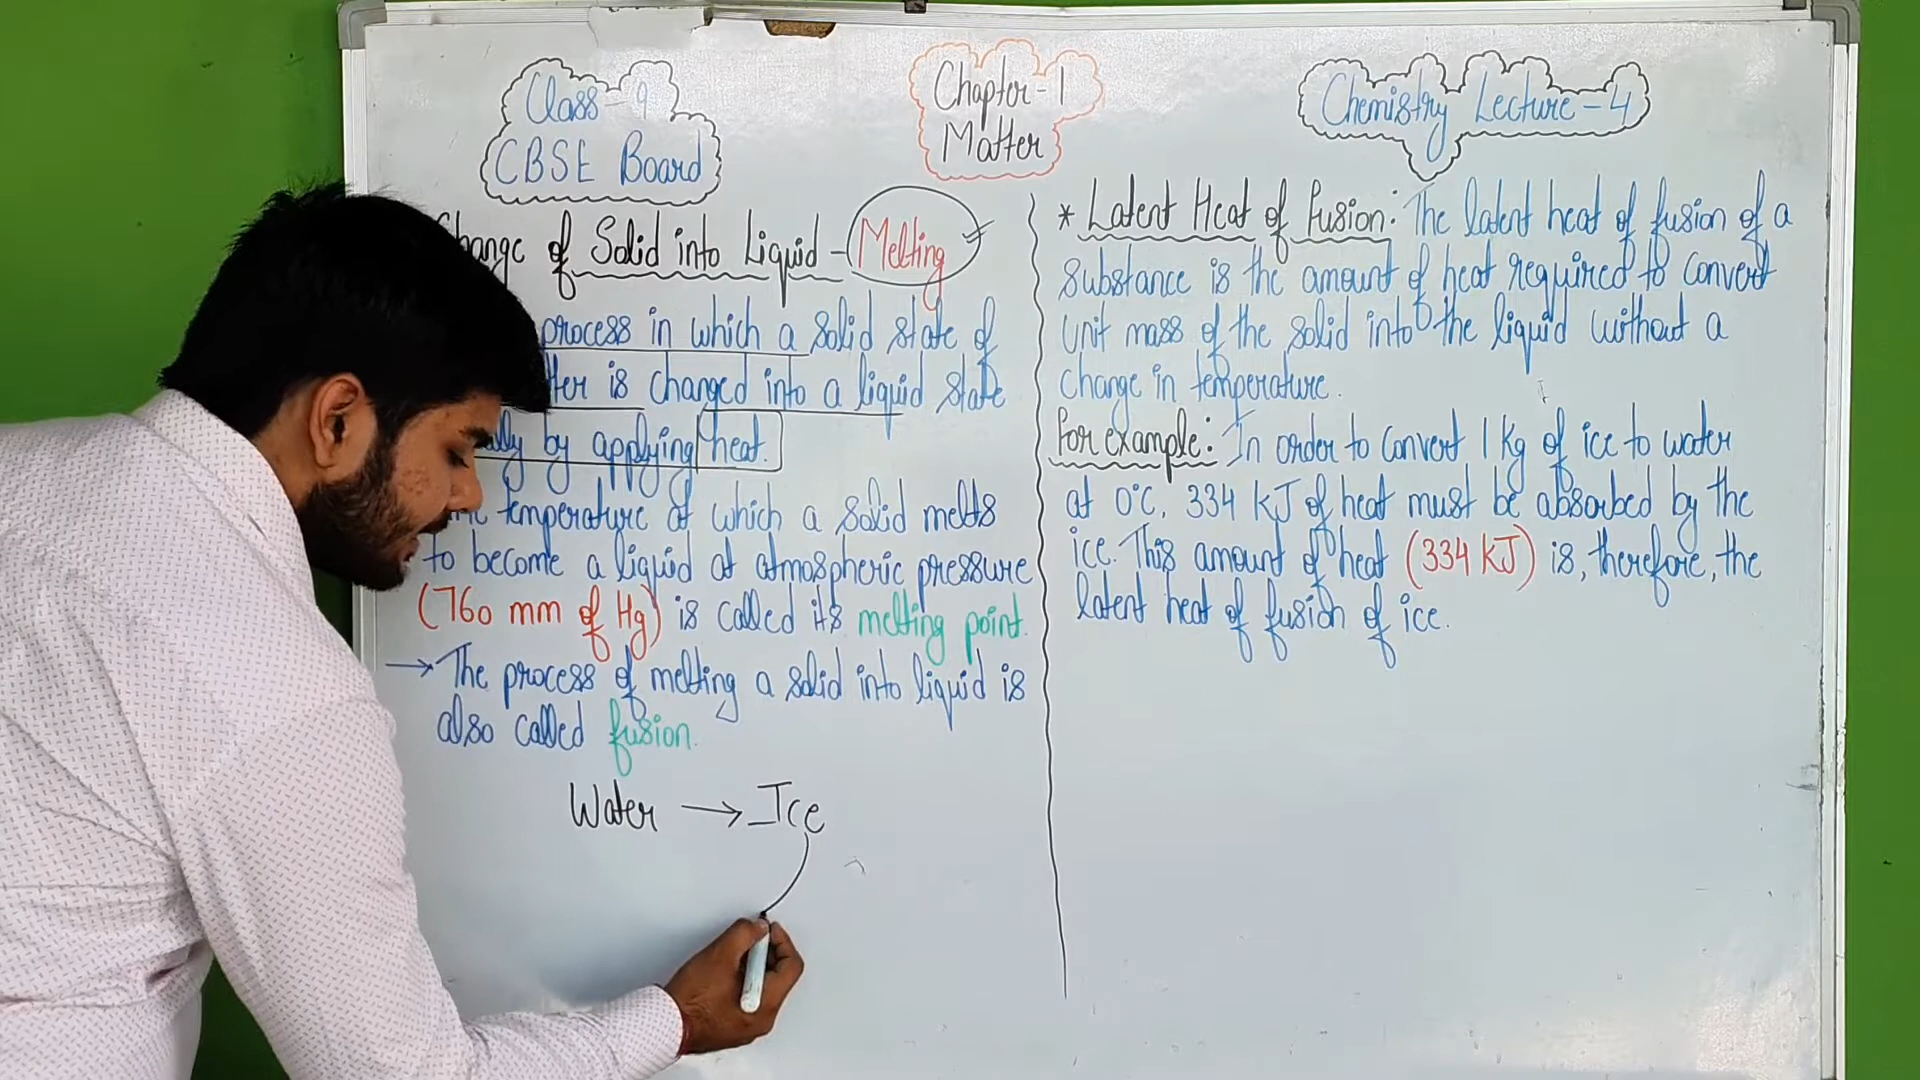 Class-9
CBSE Board
Chapter-1
Matter
Chemistry Lecture-4
Change of Solid into Liquid - Melting
process in which a solid state of
is changed into a liquid state
by applying heat.
temperature at which a solid melts
to become a liquid at atmospheric pressure
(760 mm of Hg) is called its melting point.
→ The process of melting a solid into liquid is
also called fusion.
Water → Ice
* Latent Heat of Fusion: The latent heat of fusion of a
substance is the amount of heat required to convert
unit mass of the solid into the liquid without a
change in temperature.
For example: In order to convert 1 Kg of ice to water
at 0°C, 334 KJ of heat must be absorbed by the
ice. This amount of heat (334 KJ) is, therefore, the
latent heat of fusion of ice.